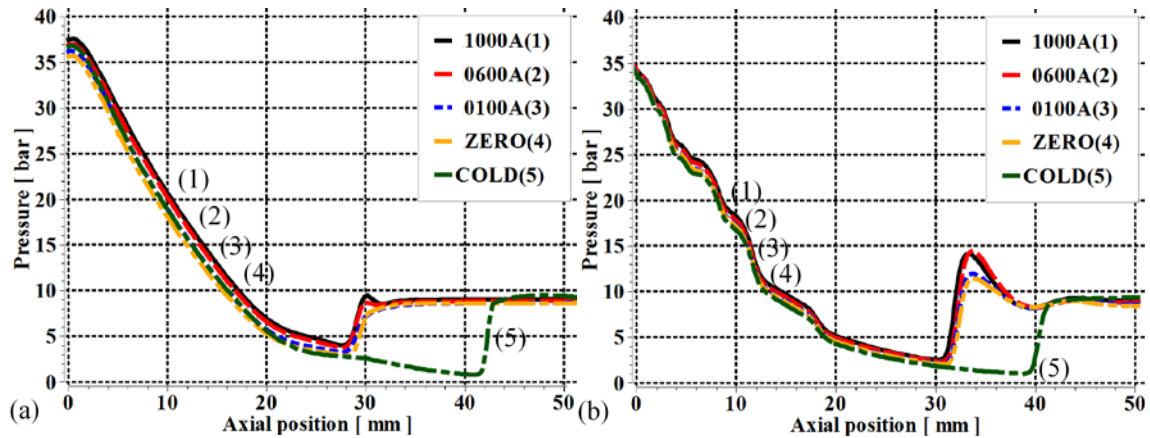 40
35
30
25
20
15
10
5
0
Pressure [ bar ]
1000A(1)
0600A(2)
0100A(3)
ZERO(4)
COLD(5)
(1)
(2)
(3)
(4)
(5)
0 10 20 30 40 50
Axial position [ mm ]
(a)
40
35
30
25
20
15
10
5
0
Pressure [ bar ]
1000A(1)
0600A(2)
0100A(3)
ZERO(4)
COLD(5)
(1)
(2)
(3)
(4)
(5)
0 10 20 30 40 50
Axial position [ mm ]
(b)